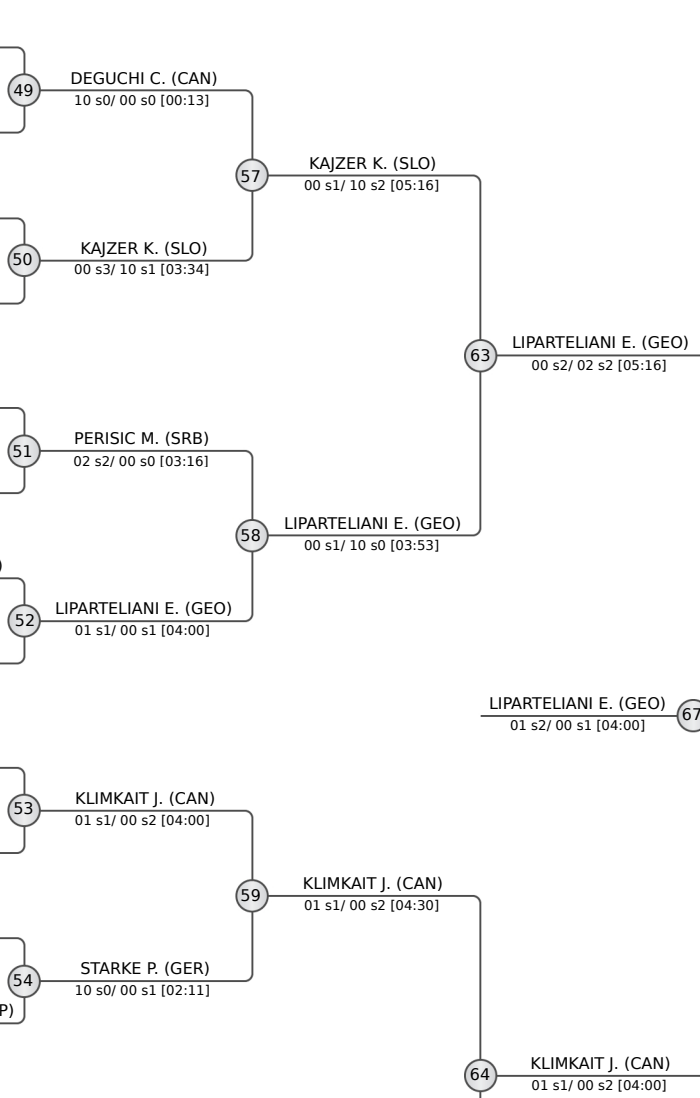 DEGUCHI C. (CAN)
49
10 s0/ 00 s0 [00:13]
KAJZER K. (SLO)
57
00 s1/ 10 s2 [05:16]
KAJZER K. (SLO)
50
00 s3/ 10 s1 [03:34]
LIPARTELIANI E. (GEO)
63
00 s2/ 02 s2 [05:16]
PERISIC M. (SRB)
51
02 s2/ 00 s0 [03:16]
LIPARTELIANI E. (GEO)
58
00 s1/ 10 s0 [03:53]
)
LIPARTELIANI E. (GEO)
52
01 s1/ 00 s1 [04:00]
LIPARTELIANI E. (GEO)
67
01 s2/ 00 s1 [04:00]
KLIMKAIT J. (CAN)
53
01 s1/ 00 s2 [04:00]
KLIMKAIT J. (CAN)
59
01 s1/ 00 s2 [04:30]
STARKE P. (GER)
54
10 s0/ 00 s1 [02:11]
P)
KLIMKAIT J. (CAN)
64
01 s1/ 00 s2 [04:00]